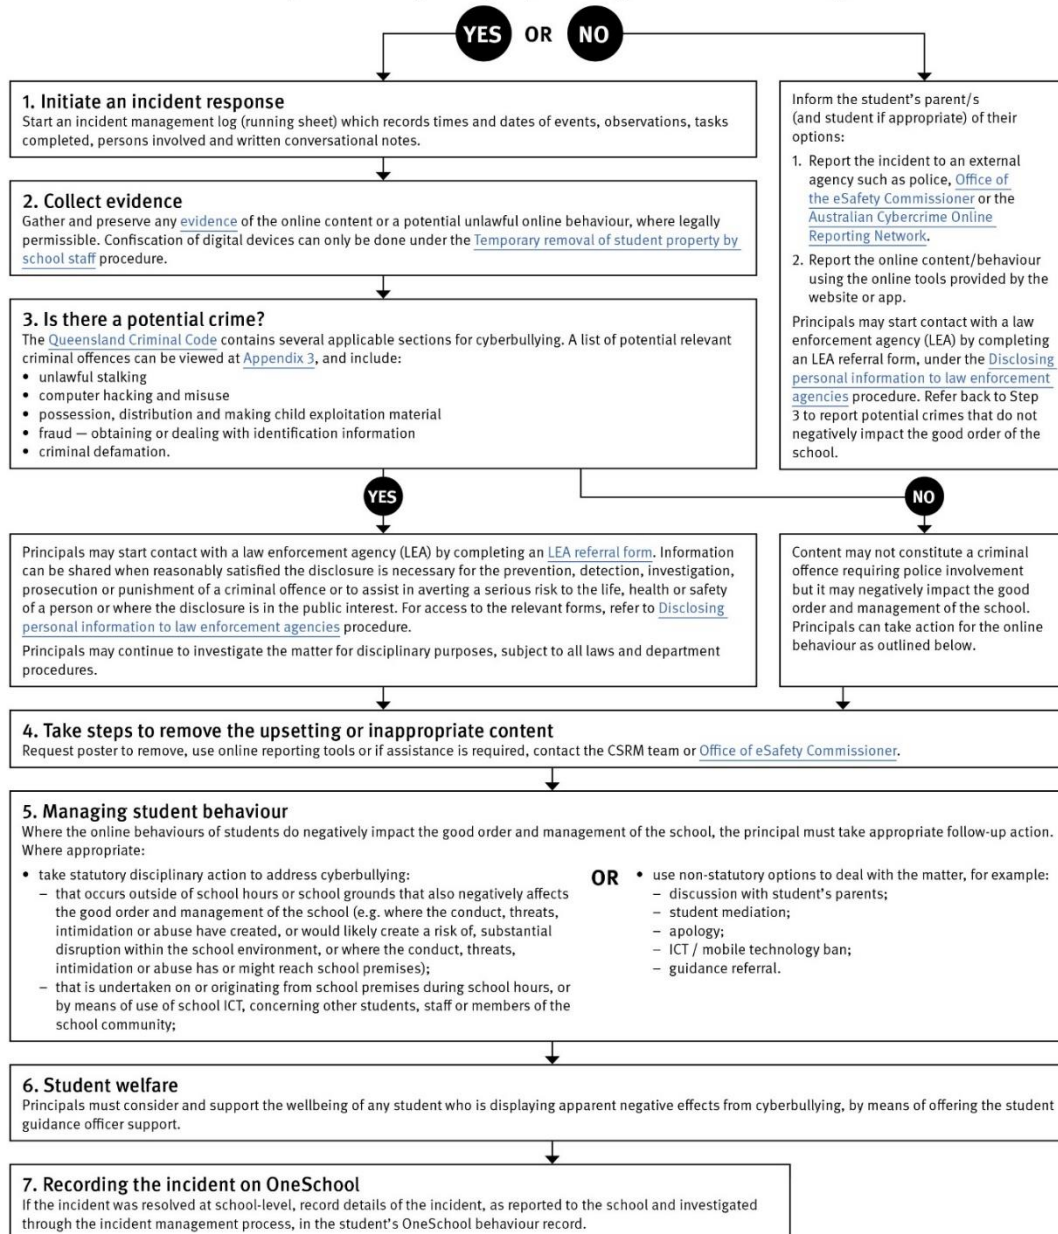 YES OR NO
1. Initiate an incident response
Start an incident management log (running sheet) which records times and dates of events, observations, tasks
completed, persons involved and written conversational notes.
2. Collect evidence
Gather and preserve any evidence of the online content or a potential unlawful online behaviour, where legally
permissible. Confiscation of digital devices can only be done under the Temporary removal of student property by
school staff procedure.
3. Is there a potential crime?
The Queensland Criminal Code contains several applicable sections for cyberbullying. A list of potential relevant
criminal offences can be viewed at Appendix 3, and include:
• unlawful stalking
• computer hacking and misuse
• possession, distribution and making child exploitation material
• fraud — obtaining or dealing with identification information
• criminal defamation.
Inform the student's parent/s
(and student if appropriate) of their
options:
1. Report the incident to an external
agency such as police, Office of
the eSafety Commissioner or the
Australian Cybercrime Online
Reporting Network.
2. Report the online content/behaviour
using the online tools provided by the
website or app.
Principals may start contact with a law
enforcement agency (LEA) by completing
an LEA referral form, under the Disclosing
personal information to law enforcement
agencies procedure. Refer back to Step
3 to report potential crimes that do not
negatively impact the good order of the
school.
YES
NO
Principals may start contact with a law enforcement agency (LEA) by completing an LEA referral form. Information
can be shared when reasonably satisfied the disclosure is necessary for the prevention, detection, investigation,
prosecution or punishment of a criminal offence or to assist in averting a serious risk to the life, health or safety
of a person or where the disclosure is in the public interest. For access to the relevant forms, refer to Disclosing
personal information to law enforcement agencies procedure.
Principals may continue to investigate the matter for disciplinary purposes, subject to all laws and department
procedures.
Content may not constitute a criminal
offence requiring police involvement
but it may negatively impact the good
order and management of the school.
Principals can take action for the online
behaviour as outlined below.
4. Take steps to remove the upsetting or inappropriate content
Request poster to remove, use online reporting tools or if assistance is required, contact the CSRM team or Office of eSafety Commissioner.
5. Managing student behaviour
Where the online behaviours of students do negatively impact the good order and management of the school, the principal must take appropriate follow-up action.
Where appropriate:
• take statutory disciplinary action to address cyberbullying:
– that occurs outside of school hours or school grounds that also negatively affects
the good order and management of the school (e.g. where the conduct, threats,
intimidation or abuse have created, or would likely create a risk of, substantial
disruption within the school environment, or where the conduct, threats,
intimidation or abuse has or might reach school premises);
– that is undertaken on or originating from school premises during school hours, or
by means of use of school ICT, concerning other students, staff or members of the
school community;
OR
• use non-statutory options to deal with the matter, for example:
– discussion with student's parents;
– student mediation;
– apology;
– ICT / mobile technology ban;
– guidance referral.
6. Student welfare
Principals must consider and support the wellbeing of any student who is displaying apparent negative effects from cyberbullying, by means of offering the student
guidance officer support.
7. Recording the incident on OneSchool
If the incident was resolved at school-level, record details of the incident, as reported to the school and investigated
through the incident management process, in the student's OneSchool behaviour record.